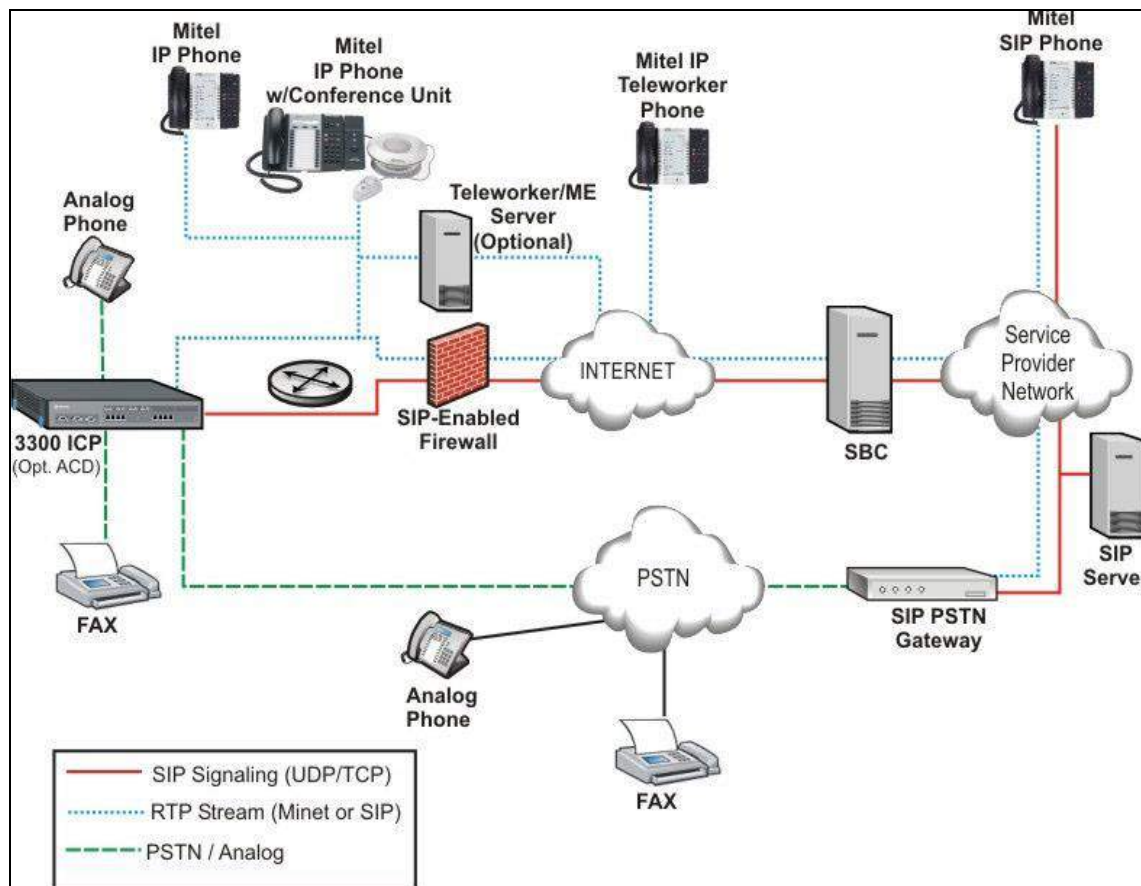 Mitel
IP Phone
Mitel
IP Phone
w/Conference Unit
Mitel IP
Teleworker
Phone
Mitel
SIP Phone
Analog
Phone
Teleworker/ME
Server
(Optional)
INTERNET
Service
Provider
Network
SIP-Enabled
Firewall
SBC
3300 ICP
(Opt. ACD)
FAX
PSTN
SIP
Serve
SIP PSTN
Gateway
Analog
Phone
FAX
SIP Signaling (UDP/TCP)
RTP Stream (Minet or SIP)
PSTN / Analog